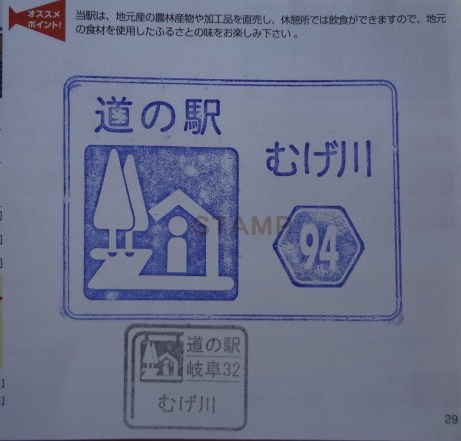 オススメ
ポイント!
当駅は、地元産の農林産物や加工品を直売し、休憩所では飲食ができますので、地元
の食材を使用したふるさとの味をお楽しみ下さい。
道の駅
むげ川
STAMP
94
道の駅
岐阜32
むげ川
29